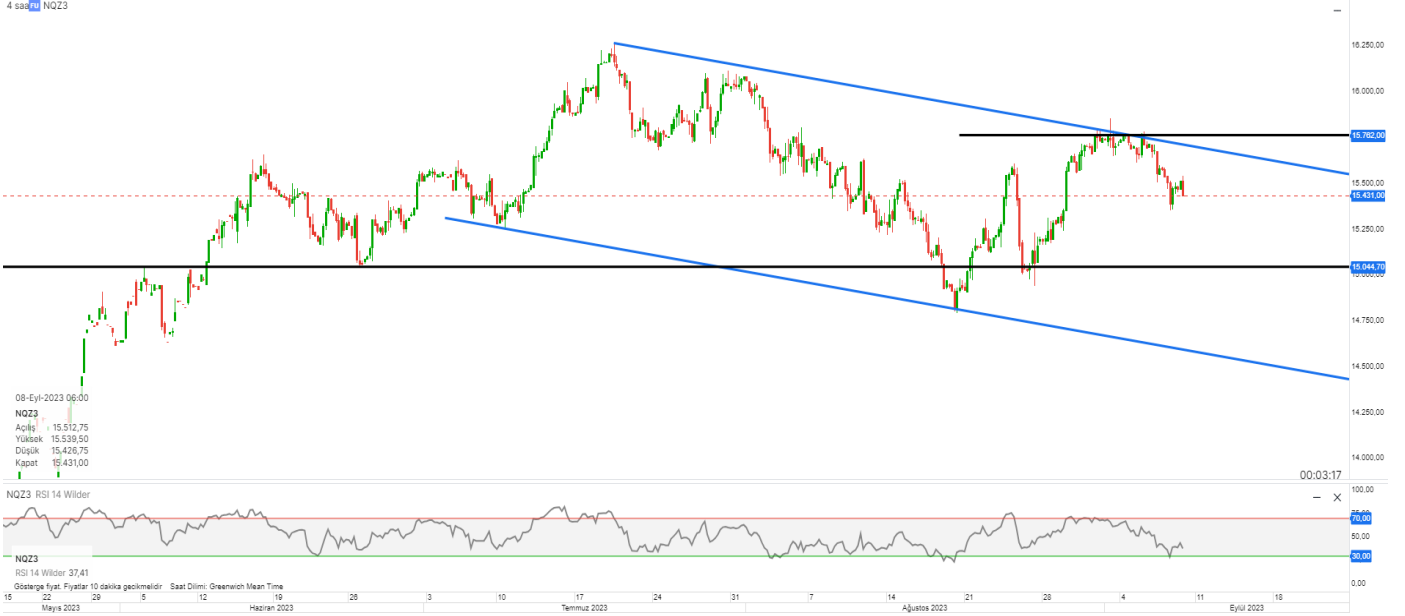 4 saa FU NQZ3
16.250,00
16.000,00
15.762,00
15.500,00
15.431,00
15.250,00
15.044,70
15.000,00
14.750,00
14.500,00
14.250,00
14.000,00
08-Eyl-2023 06:00
NQZ3
Açılış 15.512,75
Yüksek 15.539,50
Düşük 15.426,75
Kapat 15.431,00
00:03:17
NQZ3 RSI 14 Wilder
100,00
75,00
70,00
50,00
30,00
0,00
NQZ3
RSI 14 Wilder 37,41
Gösterge fiyat. Fiyatlar 10 dakika gecikmelidir Saat Dilimi: Greenwich Mean Time
15 22 29 5 12 19 26 3 10 17 24 31 7 14 21 28 4 11 18
Mayıs 2023 Haziran 2023 Temmuz 2023 Ağustos 2023 Eylül 2023